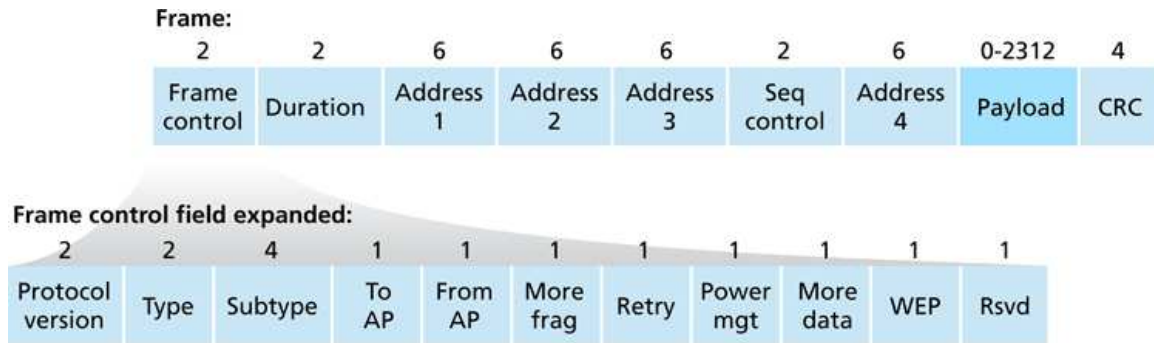 Frame:
2 2 6 6 6 2 6 0-2312 4
Frame control Duration Address 1 Address 2 Address 3 Seq control Address 4 Payload CRC
Frame control field expanded:
2 2 4 1 1 1 1 1 1 1 1
Protocol version Type Subtype To AP From AP More frag Retry Power mgt More data WEP Rsvd